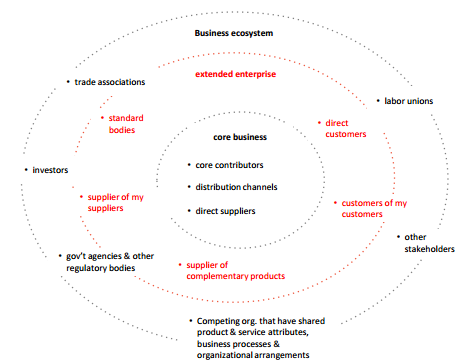 Business ecosystem
extended enterprise
• trade associations
• labor unions
• standard
bodies
• direct
customers
core business
• core contributors
• distribution channels
• direct suppliers
• investors
• supplier of my
suppliers
• customers of my
customers
• other
stakeholders
• gov't agencies & other
regulatory bodies
• supplier of
complementary products
• Competing org. that have shared
product & service attributes,
business processes &
organizational arrangements